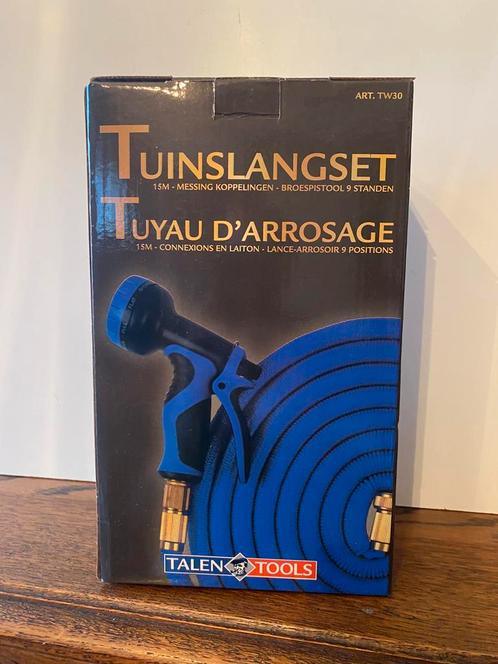 ART. TW30
TUINSLANGSET
15M - MESSING KOPPELINGEN - BROESPISTOOL 9 STANDEN
TUYAU D'ARROSAGE
15M - CONNEXIONS EN LAITON - LANCE-ARROSOIR 9 POSITIONS
TALEN TOOLS